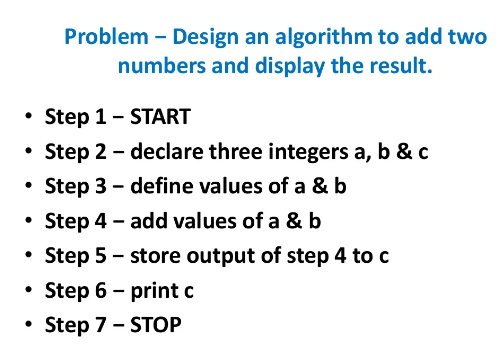 Problem − Design an algorithm to add two
numbers and display the result.
• Step 1 − START
• Step 2 − declare three integers a, b & c
• Step 3 − define values of a & b
• Step 4 − add values of a & b
• Step 5 − store output of step 4 to c
• Step 6 − print c
• Step 7 − STOP